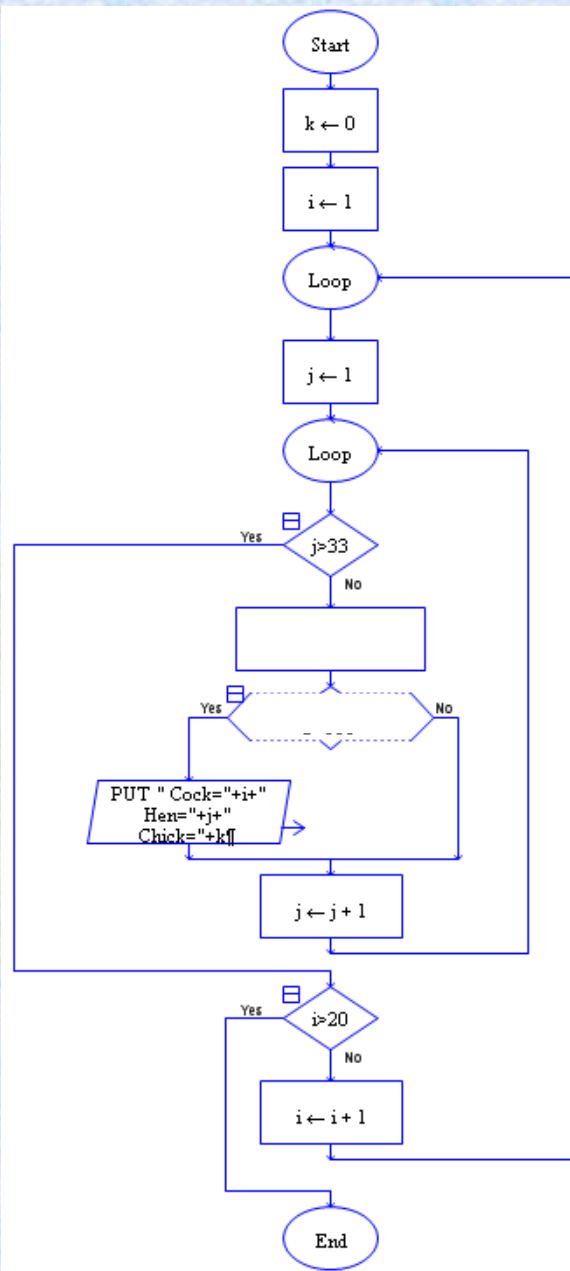 Start
k ← 0
i ← 1
Loop
j ← 1
Loop
j>33
Yes
No
Yes
No
PUT " Cock="+i+"
Hen="+j+"
Chick="+k¶
j ← j + 1
i>20
Yes
No
i ← i + 1
End